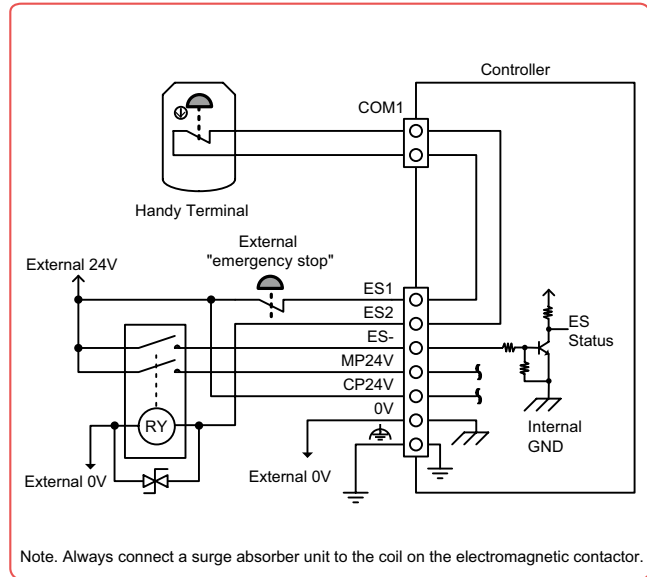 Controller
COM1
Handy Terminal
External
"emergency stop"
External 24V
ES1
ES2
ES-
ES
Status
MP24V
CP24V
0V
RY
Internal
GND
External 0V
External 0V
Note. Always connect a surge absorber unit to the coil on the electromagnetic contactor.